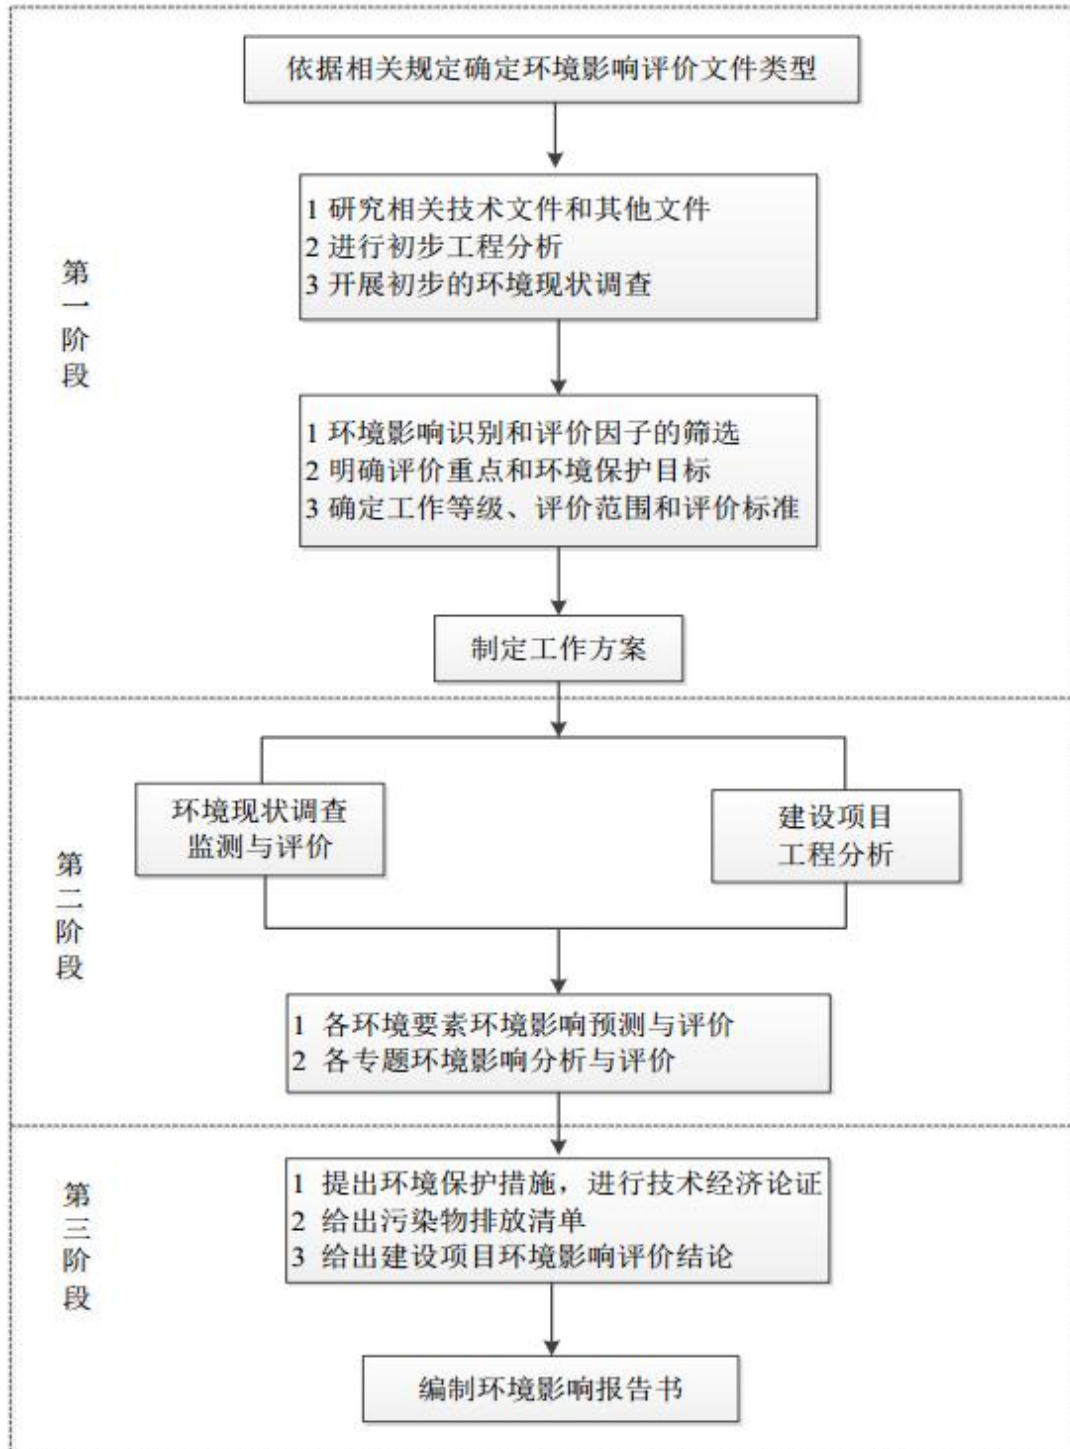 依据相关规定确定环境影响评价文件类型
1 研究相关技术文件和其他文件
2 进行初步工程分析
3 开展初步的环境现状调查
第一阶段
1 环境影响识别和评价因子的筛选
2 明确评价重点和环境保护目标
3 确定工作等级、评价范围和评价标准
制定工作方案
环境现状调查
监测与评价
建设项目
工程分析
第二阶段
1 各环境要素环境影响预测与评价
2 各专题环境影响分析与评价
第三阶段
1 提出环境保护措施，进行技术经济论证
2 给出污染物排放清单
3 给出建设项目环境影响评价结论
编制环境影响报告书